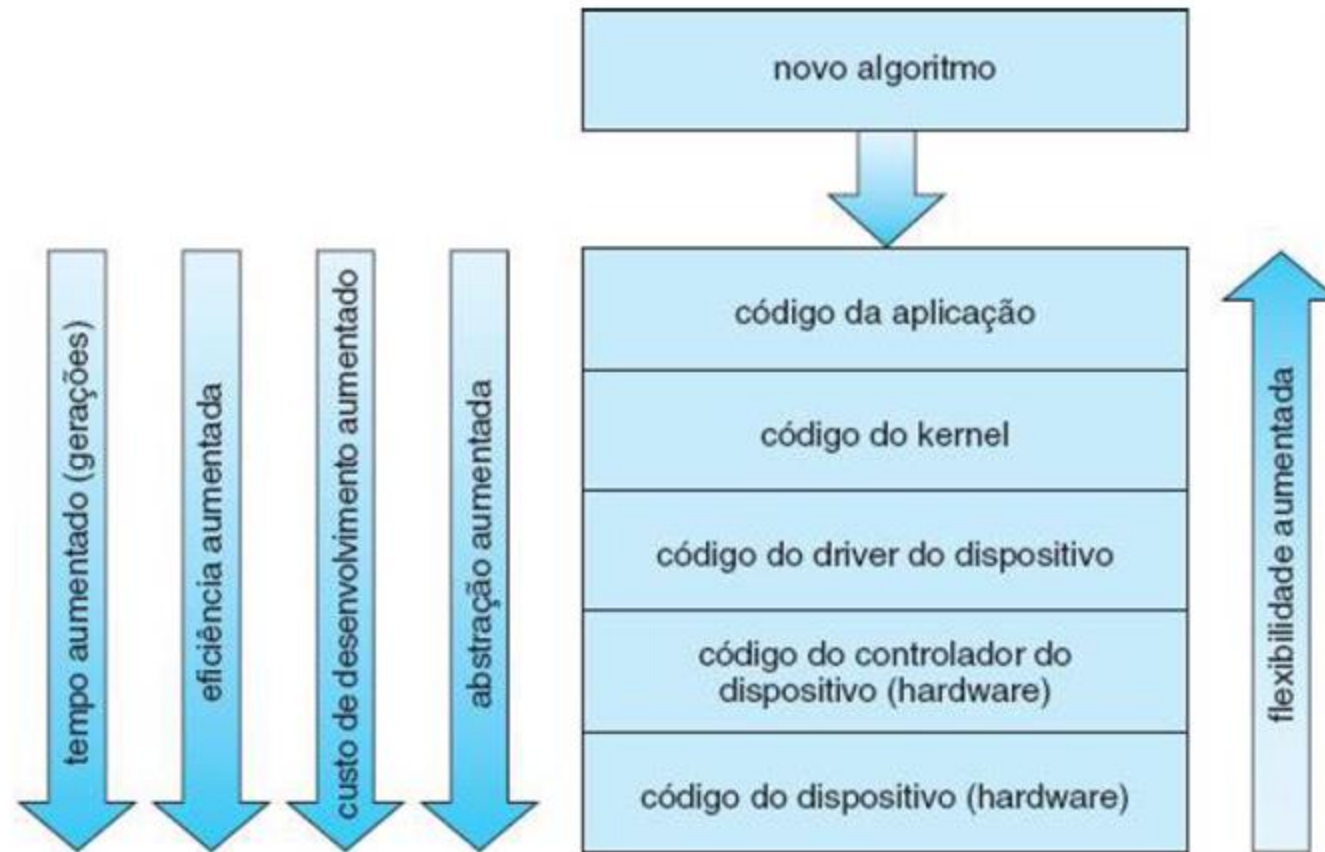 novo algoritmo
tempo aumentado (gerações)
eficiência aumentada
custo de desenvolvimento aumentado
abstração aumentada
código da aplicação
código do kernel
código do driver do dispositivo
código do controlador do
dispositivo (hardware)
código do dispositivo (hardware)
flexibilidade aumentada